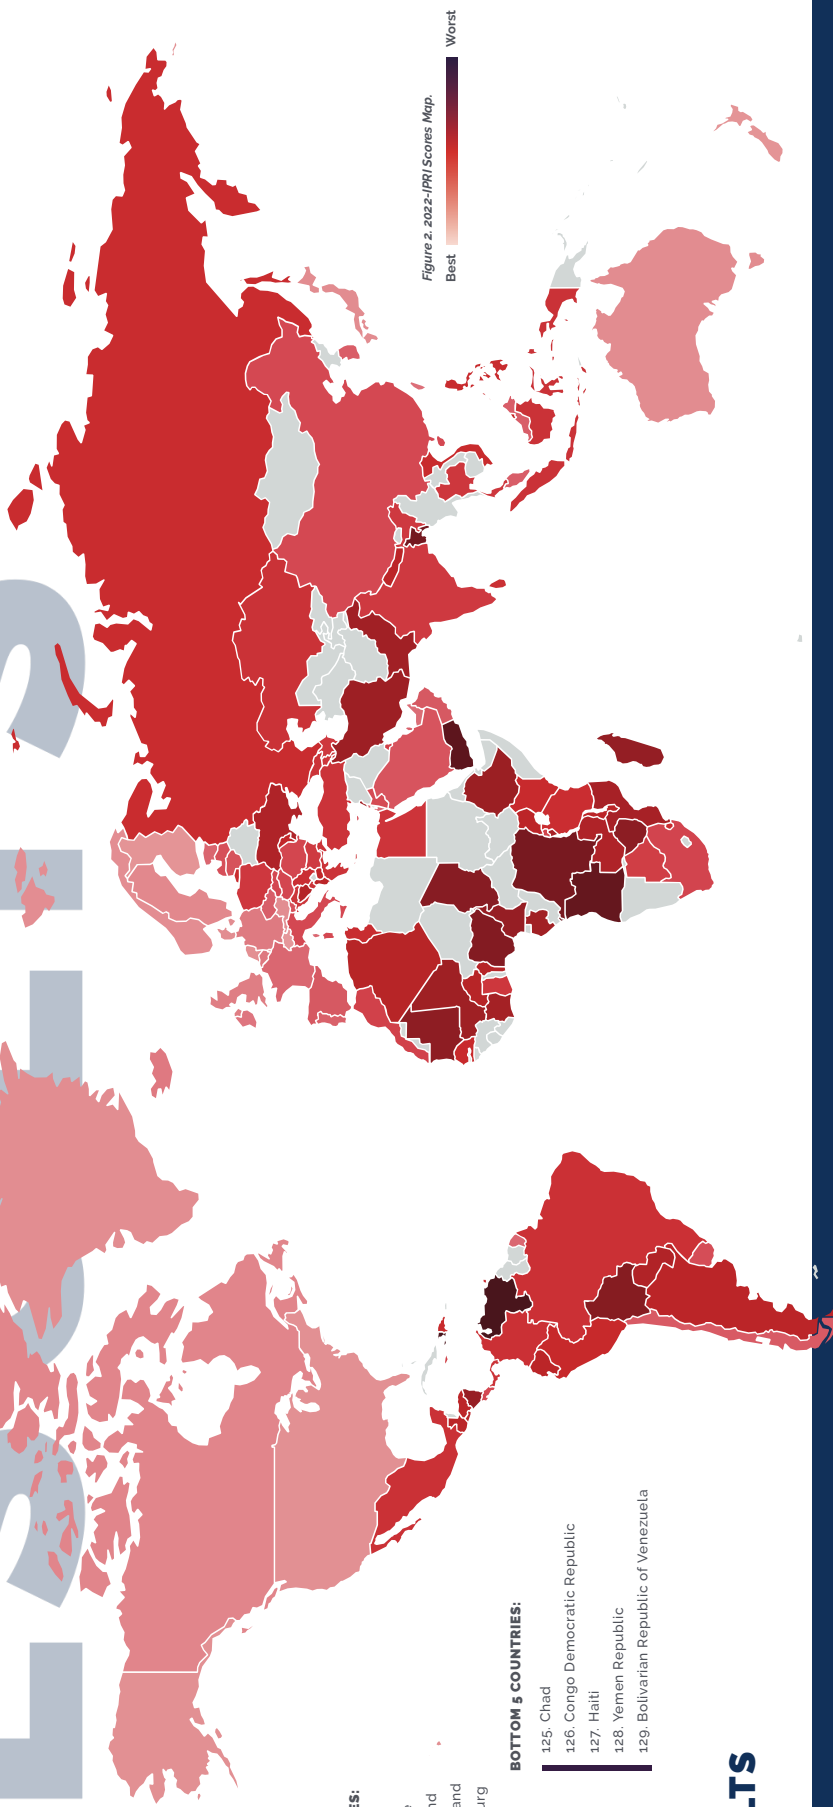 Figure 2. 2022-IPRI Scores Map.
Best Worst
BOTTOM 5 COUNTRIES:
125. Chad
126. Congo Democratic Republic
127. Haiti
128. Yemen Republic
129. Bolivarian Republic of Venezuela